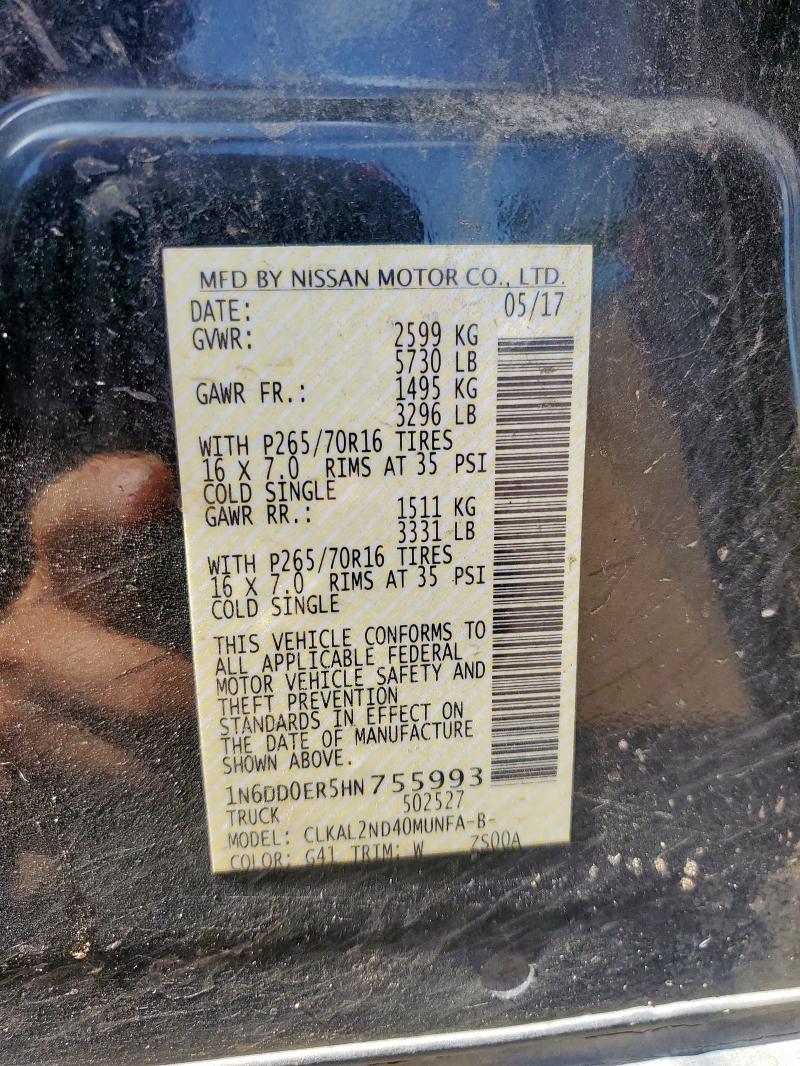 MFD BY NISSAN MOTOR CO., LTD.
DATE: 05/17
GVWR: 2599 KG
5730 LB
GAWR FR.: 1495 KG
3296 LB
WITH P265/70R16 TIRES
16 X 7.0 RIMS AT 35 PSI
COLD SINGLE
GAWR RR.: 1511 KG
3331 LB
WITH P265/70R16 TIRES
16 X 7.0 RIMS AT 35 PSI
COLD SINGLE
THIS VEHICLE CONFORMS TO
ALL APPLICABLE FEDERAL
MOTOR VEHICLE SAFETY AND
THEFT PREVENTION
STANDARDS IN EFFECT ON
THE DATE OF MANUFACTURE
SHOWN ABOVE.
1N6DD0ER5HN755993
TRUCK 502527
MODEL: CLKAL2ND40MUNFA-B-
COLOR: G41 TRIM: W ZS00A